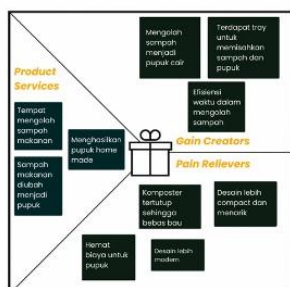 Mengolah
sampah
menjadi
pupuk cair
Terdapat tray
untuk
memisahkan
sampah dan
pupuk
Product
Services
Efisiensi
waktu dalam
mengolah
sampah
Tempat
mengolah
sampah
makanan
Menghasilkan
pupuk home
made
Gain Creators
Pain Relievers
Sampah
makanan
diubah
menjadi
pupuk
Komposter
tertutup
sehingga
bebas bau
Desain lebih
compact dan
menarik
Hemat
biaya untuk
pupuk
Desain lebih
modern